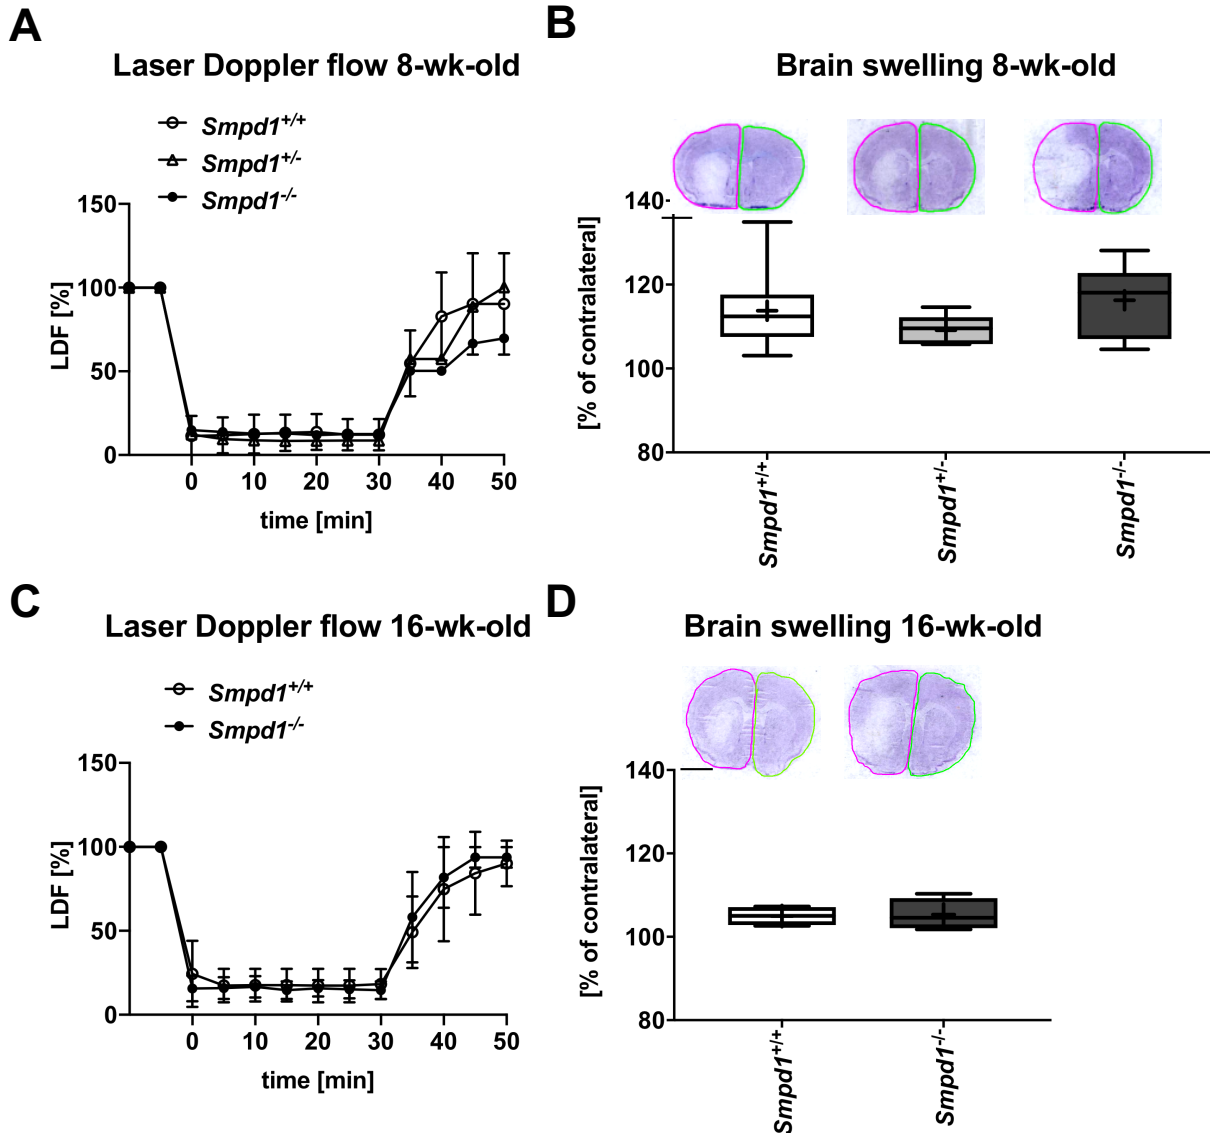 A
Laser Doppler flow 8-wk-old
Smpd1+/+
Smpd1+/-
Smpd1-/-
150
100
50
0
LDF [%]
0 10 20 30 40 50
time [min]
B
Brain swelling 8-wk-old
140
120
100
80
[% of contralateral]
Smpd1+/+
Smpd1+/-
Smpd1-/-
C
Laser Doppler flow 16-wk-old
Smpd1+/+
Smpd1-/-
150
100
50
0
LDF [%]
0 10 20 30 40 50
time [min]
D
Brain swelling 16-wk-old
140
120
100
80
[% of contralateral]
Smpd1+/+
Smpd1-/-